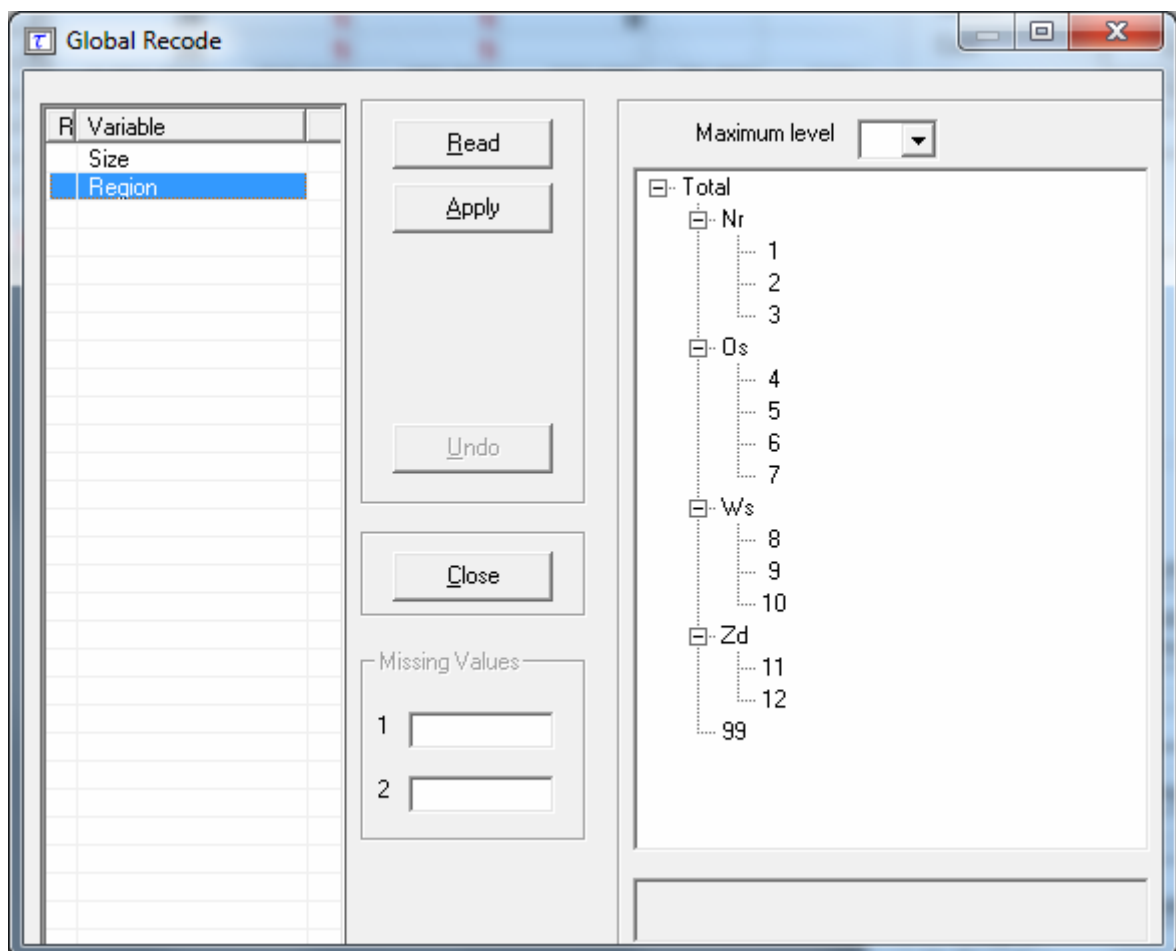 τ Global Recode
R Variable
Size
Region
Read
Apply
Undo
Close
Missing Values
1
2
Maximum level
Total
Nr
1
2
3
Os
4
5
6
7
Ws
8
9
10
Zd
11
12
99